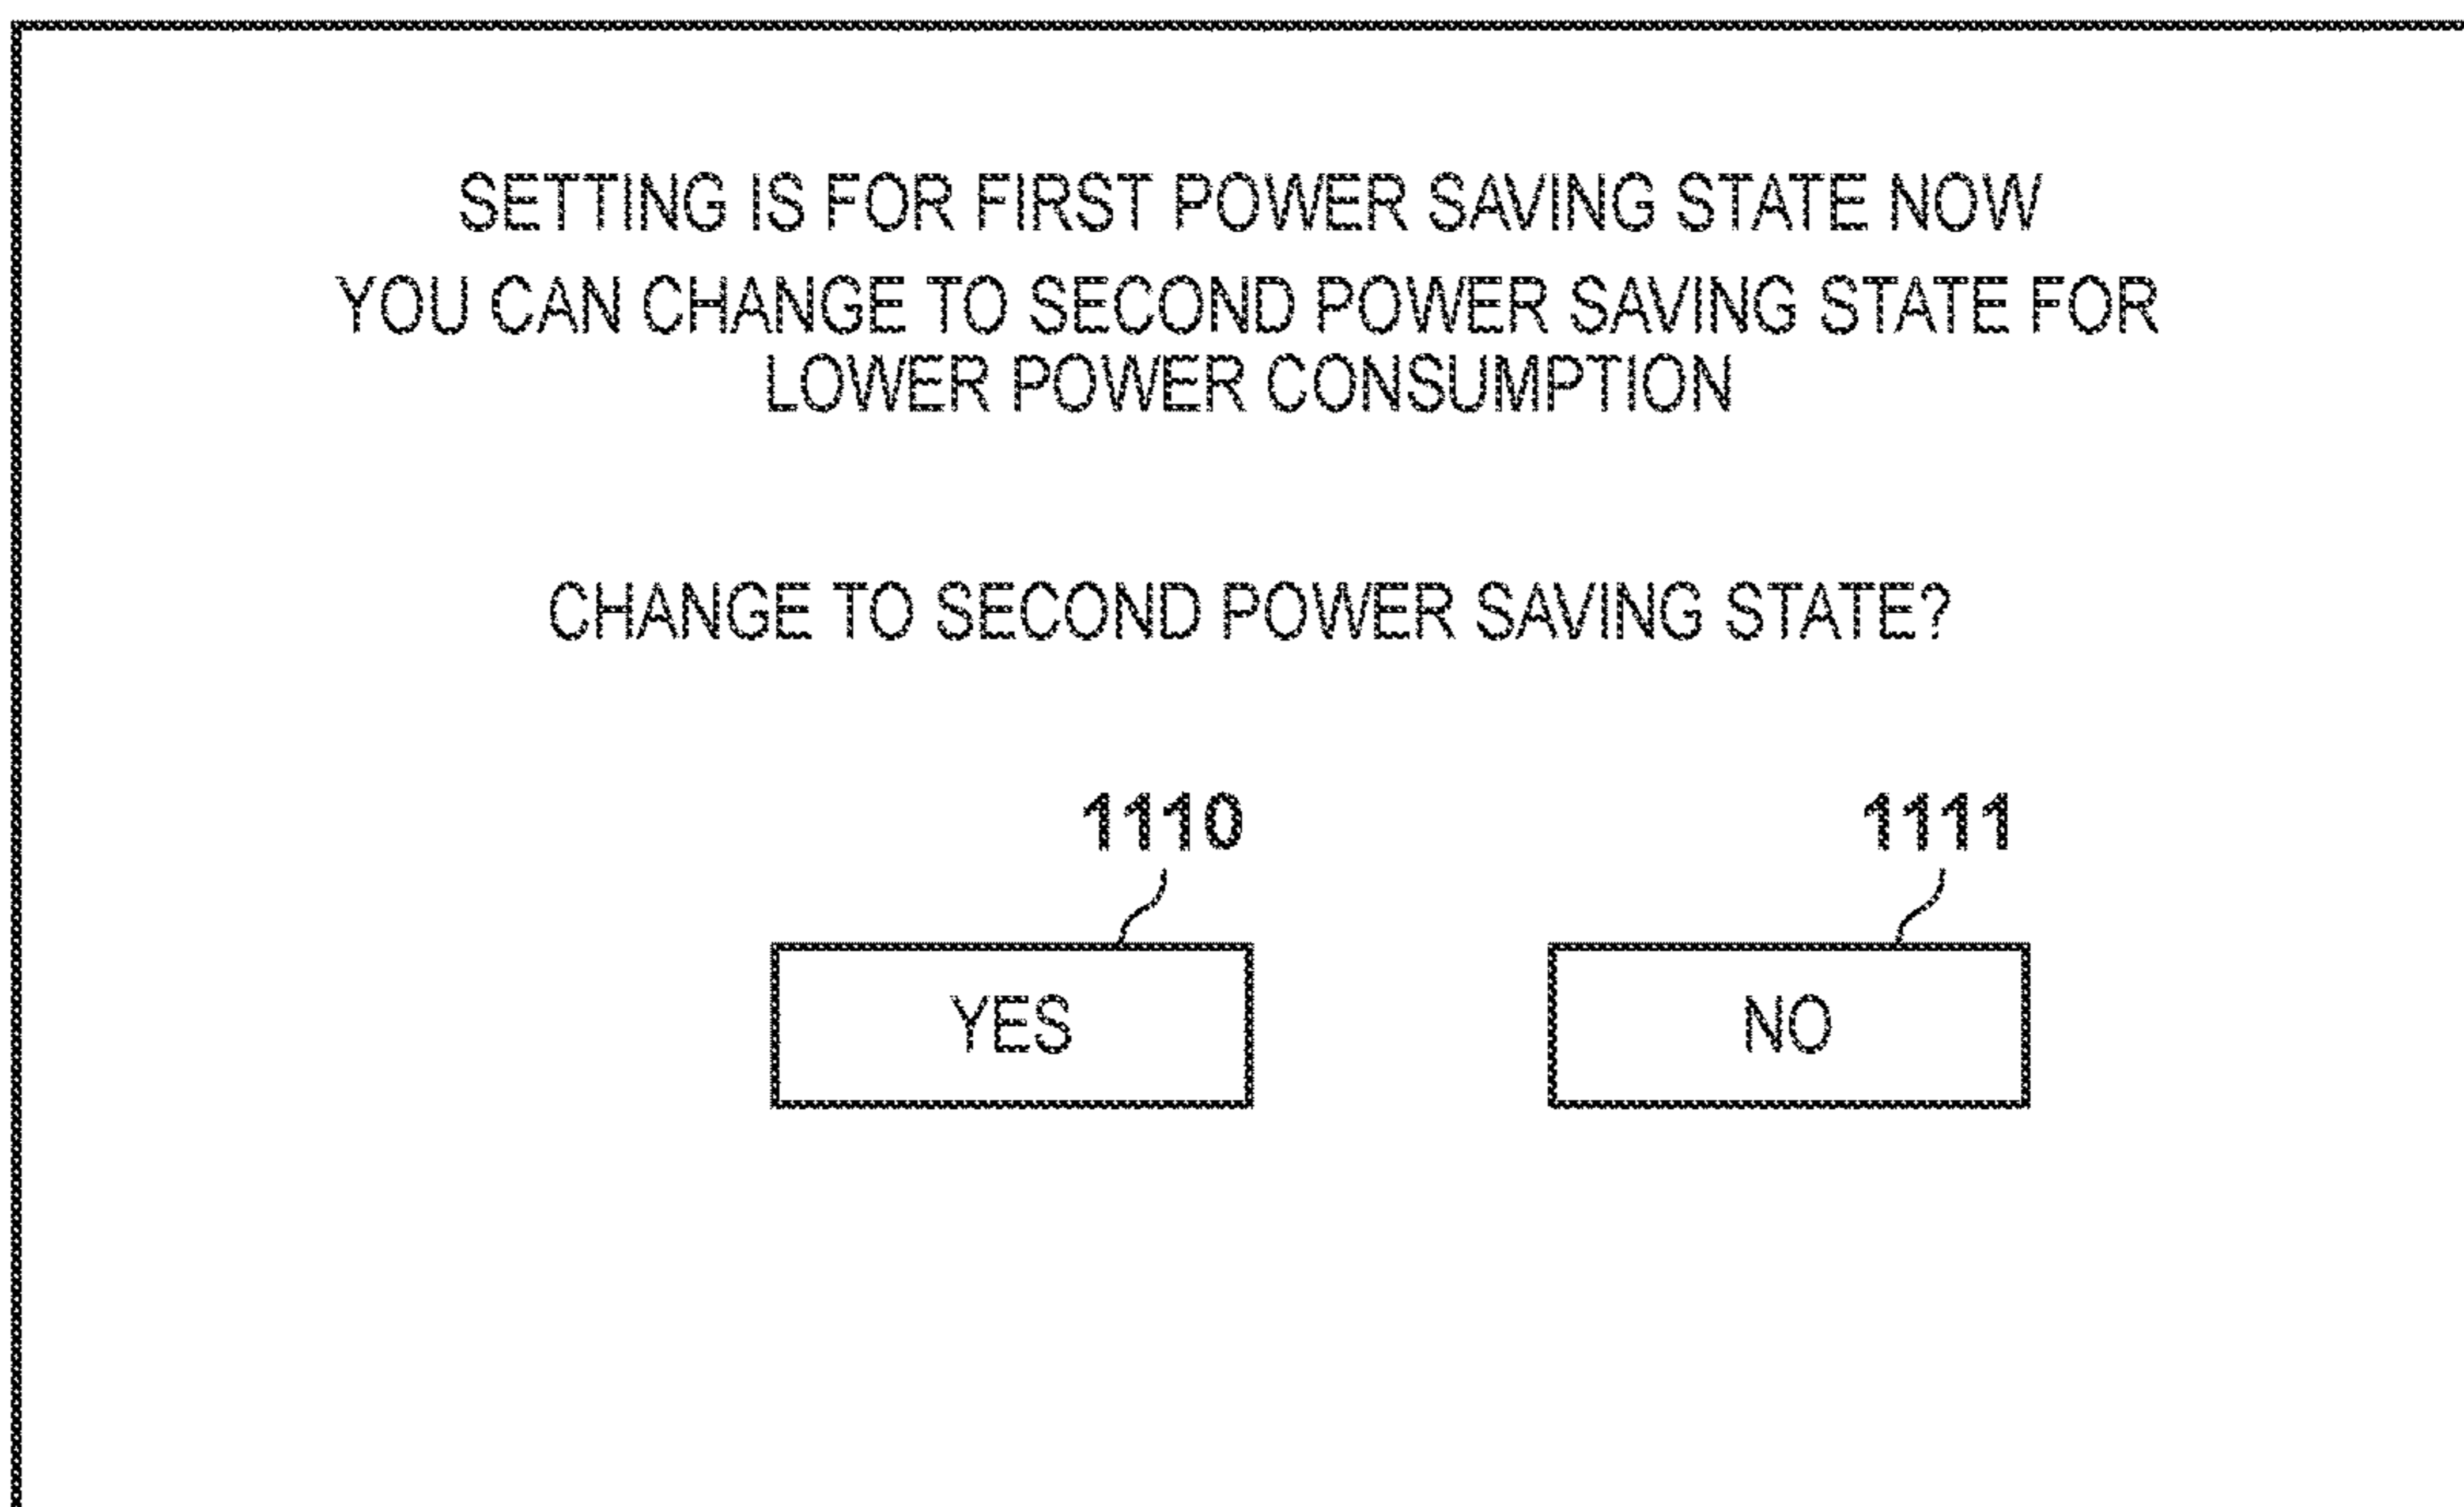 SETTING IS FOR FIRST POWER SAVING STATE NOW
YOU CAN CHANGE TO SECOND POWER SAVING STATE FOR
LOWER POWER CONSUMPTION
CHANGE TO SECOND POWER SAVING STATE?
1110 1111
YES NO